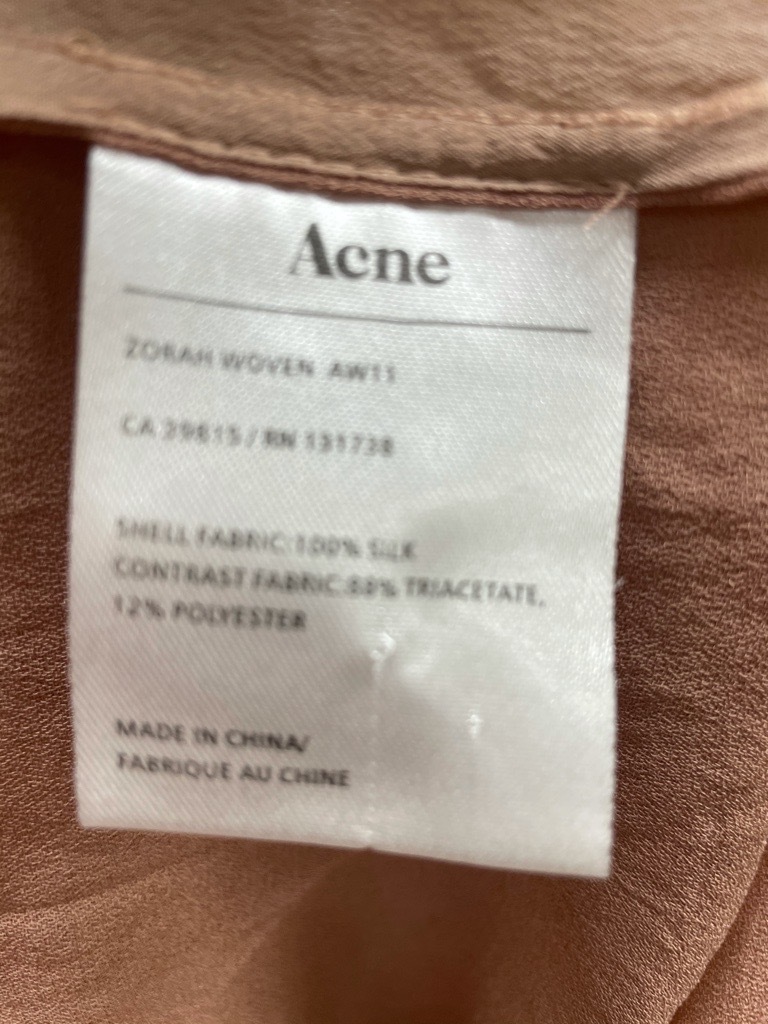 Acne
ZORAH WOVEN AW11
CA 39615 / RN 131738
SHELL FABRIC:100% SILK
CONTRAST FABRIC:88% TRIACETATE,
12% POLYESTER
MADE IN CHINA/
FABRIQUE AU CHINE